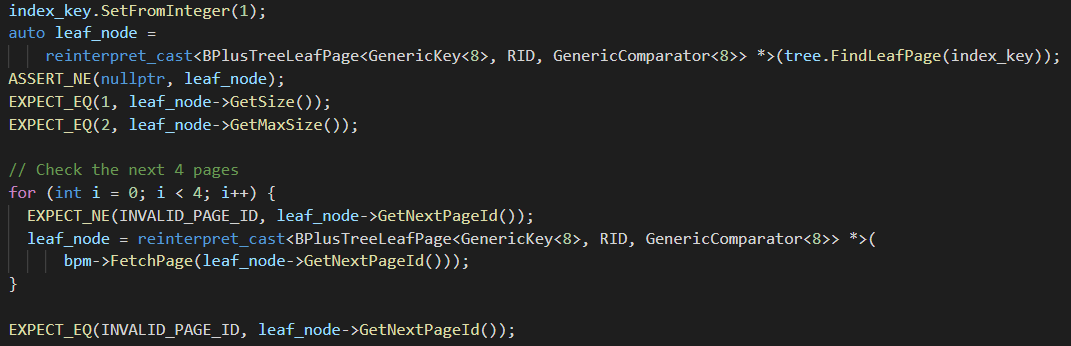 index_key.SetFromInteger(1);
auto leaf_node =
reinterpret_cast<BPlusTreeLeafPage<GenericKey<8>, RID, GenericComparator<8>> *>(tree.FindLeafPage(index_key));
ASSERT_NE(nullptr, leaf_node);
EXPECT_EQ(1, leaf_node->GetSize());
EXPECT_EQ(2, leaf_node->GetMaxSize());
// Check the next 4 pages
for (int i = 0; i < 4; i++) {
EXPECT_NE(INVALID_PAGE_ID, leaf_node->GetNextPageId());
leaf_node = reinterpret_cast<BPlusTreeLeafPage<GenericKey<8>, RID, GenericComparator<8>> *>(
bpm->FetchPage(leaf_node->GetNextPageId()));
}
EXPECT_EQ(INVALID_PAGE_ID, leaf_node->GetNextPageId());